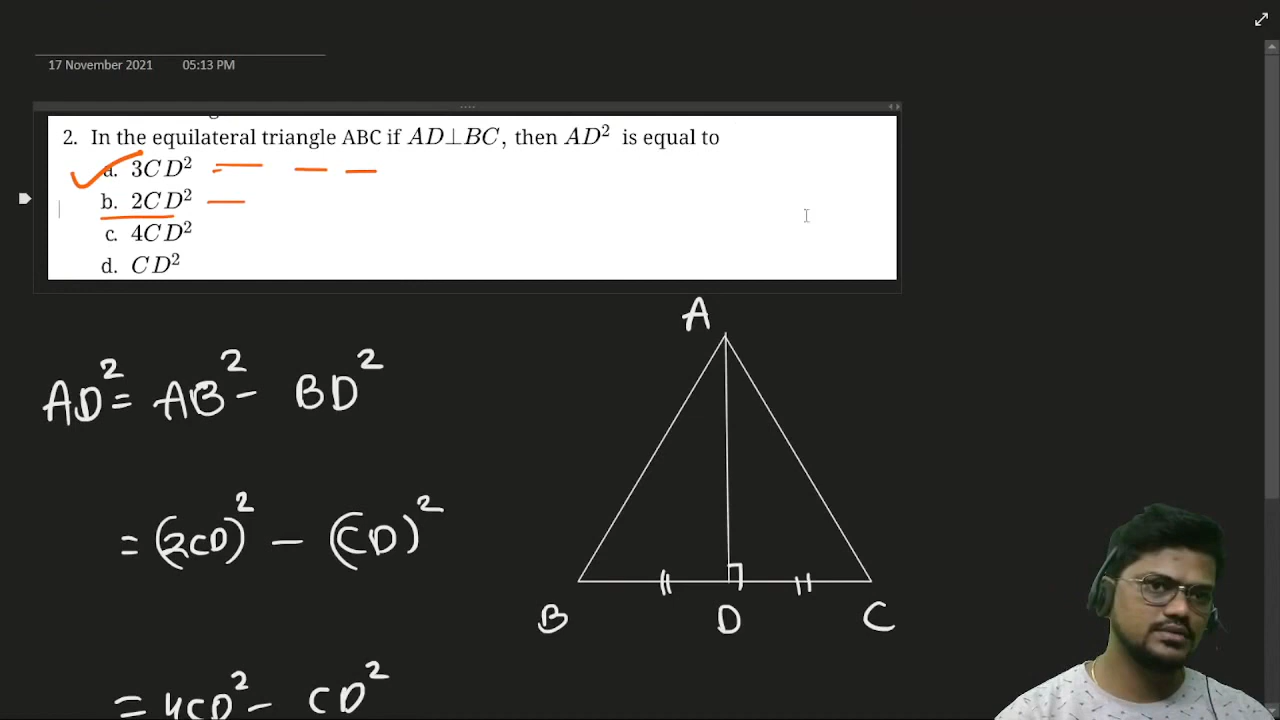 17 November 2021 05:13 PM
2. In the equilateral triangle ABC if AD⊥BC, then AD² is equal to
a. 3CD²
b. 2CD²
c. 4CD²
d. CD²
A
AD² = AB² - BD²
= (2CD)² - (CD)²
B D C
= 4CD² - CD²